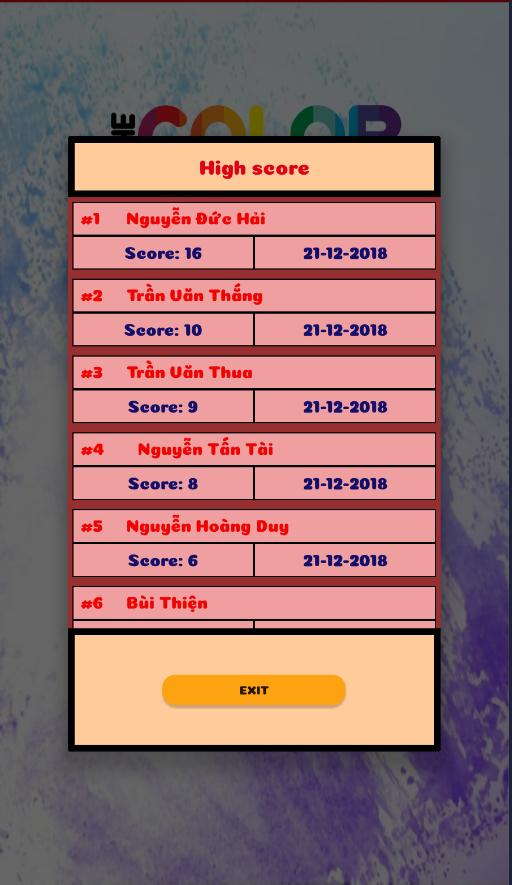 THE
COLOR
High score
#1 Nguyễn Đức Hải
Score: 16 21-12-2018
#2 Trần Văn Thắng
Score: 10 21-12-2018
#3 Trần Văn Thua
Score: 9 21-12-2018
#4 Nguyễn Tấn Tài
Score: 8 21-12-2018
#5 Nguyễn Hoàng Duy
Score: 6 21-12-2018
#6 Bùi Thiện
EXIT